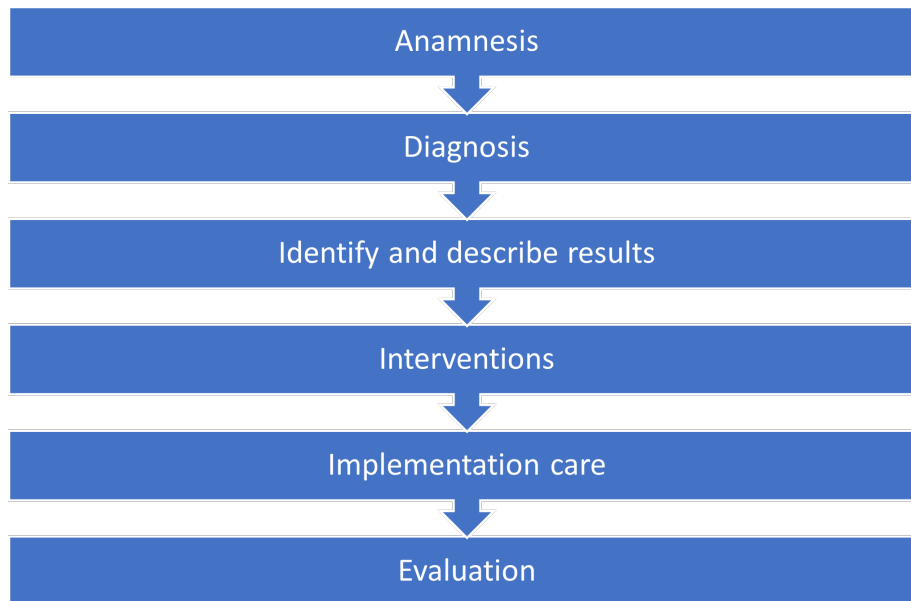 Anamnesis
Diagnosis
Identify and describe results
Interventions
Implementation care
Evaluation